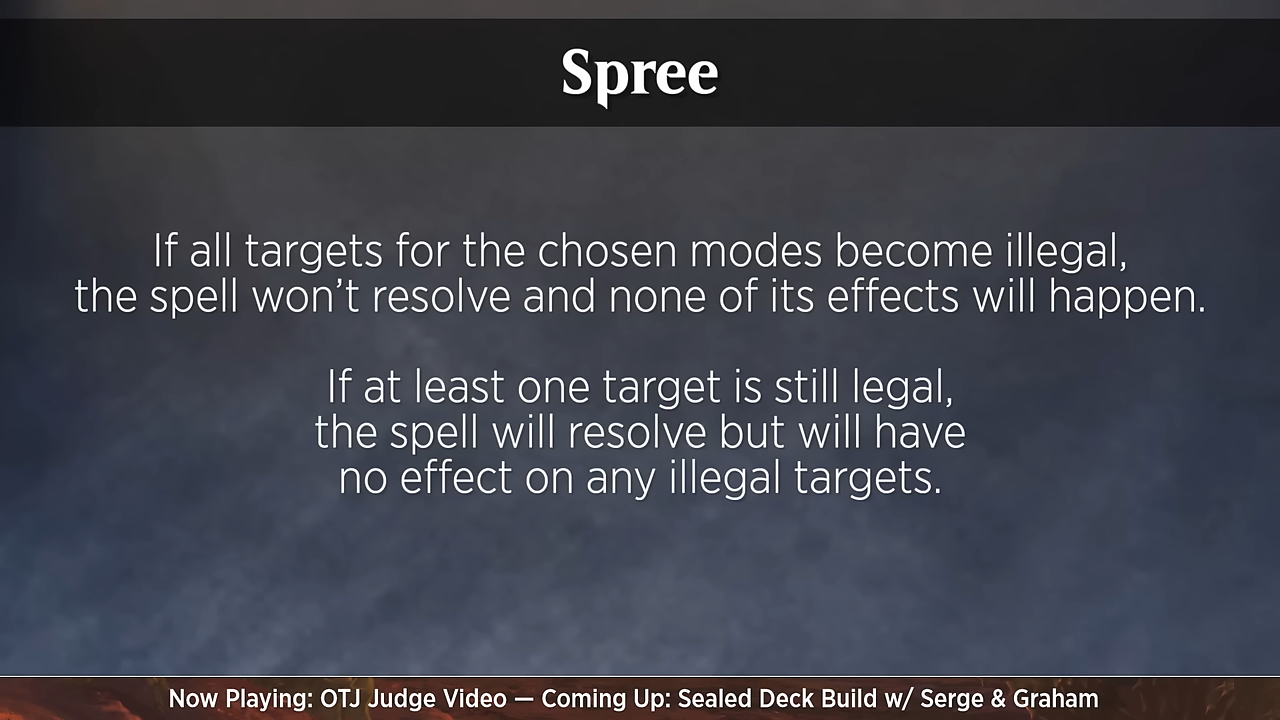 Spree
If all targets for the chosen modes become illegal,
the spell won’t resolve and none of its effects will happen.
If at least one target is still legal,
the spell will resolve but will have
no effect on any illegal targets.
Now Playing: OTJ Judge Video — Coming Up: Sealed Deck Build w/ Serge & Graham